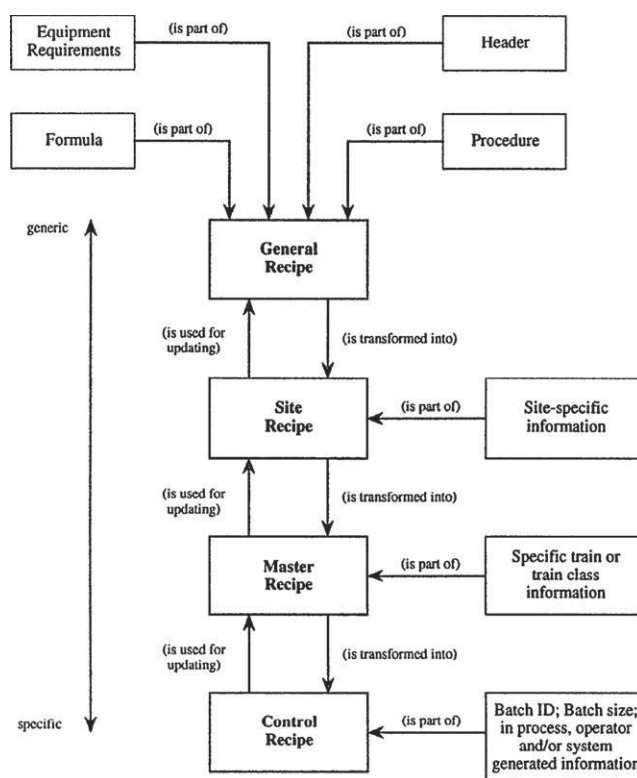 Equipment
Requirements
(is part of)
(is part of)
Header
Formula
(is part of)
(is part of)
Procedure
generic
General
Recipe
(is used for
updating)
(is transformed into)
Site
Recipe
(is part of)
Site-specific
information
(is used for
updating)
(is transformed into)
Master
Recipe
(is part of)
Specific train or
train class
information
(is used for
updating)
(is transformed into)
specific
Control
Recipe
(is part of)
Batch ID; Batch size;
in process, operator
and/or system
generated information